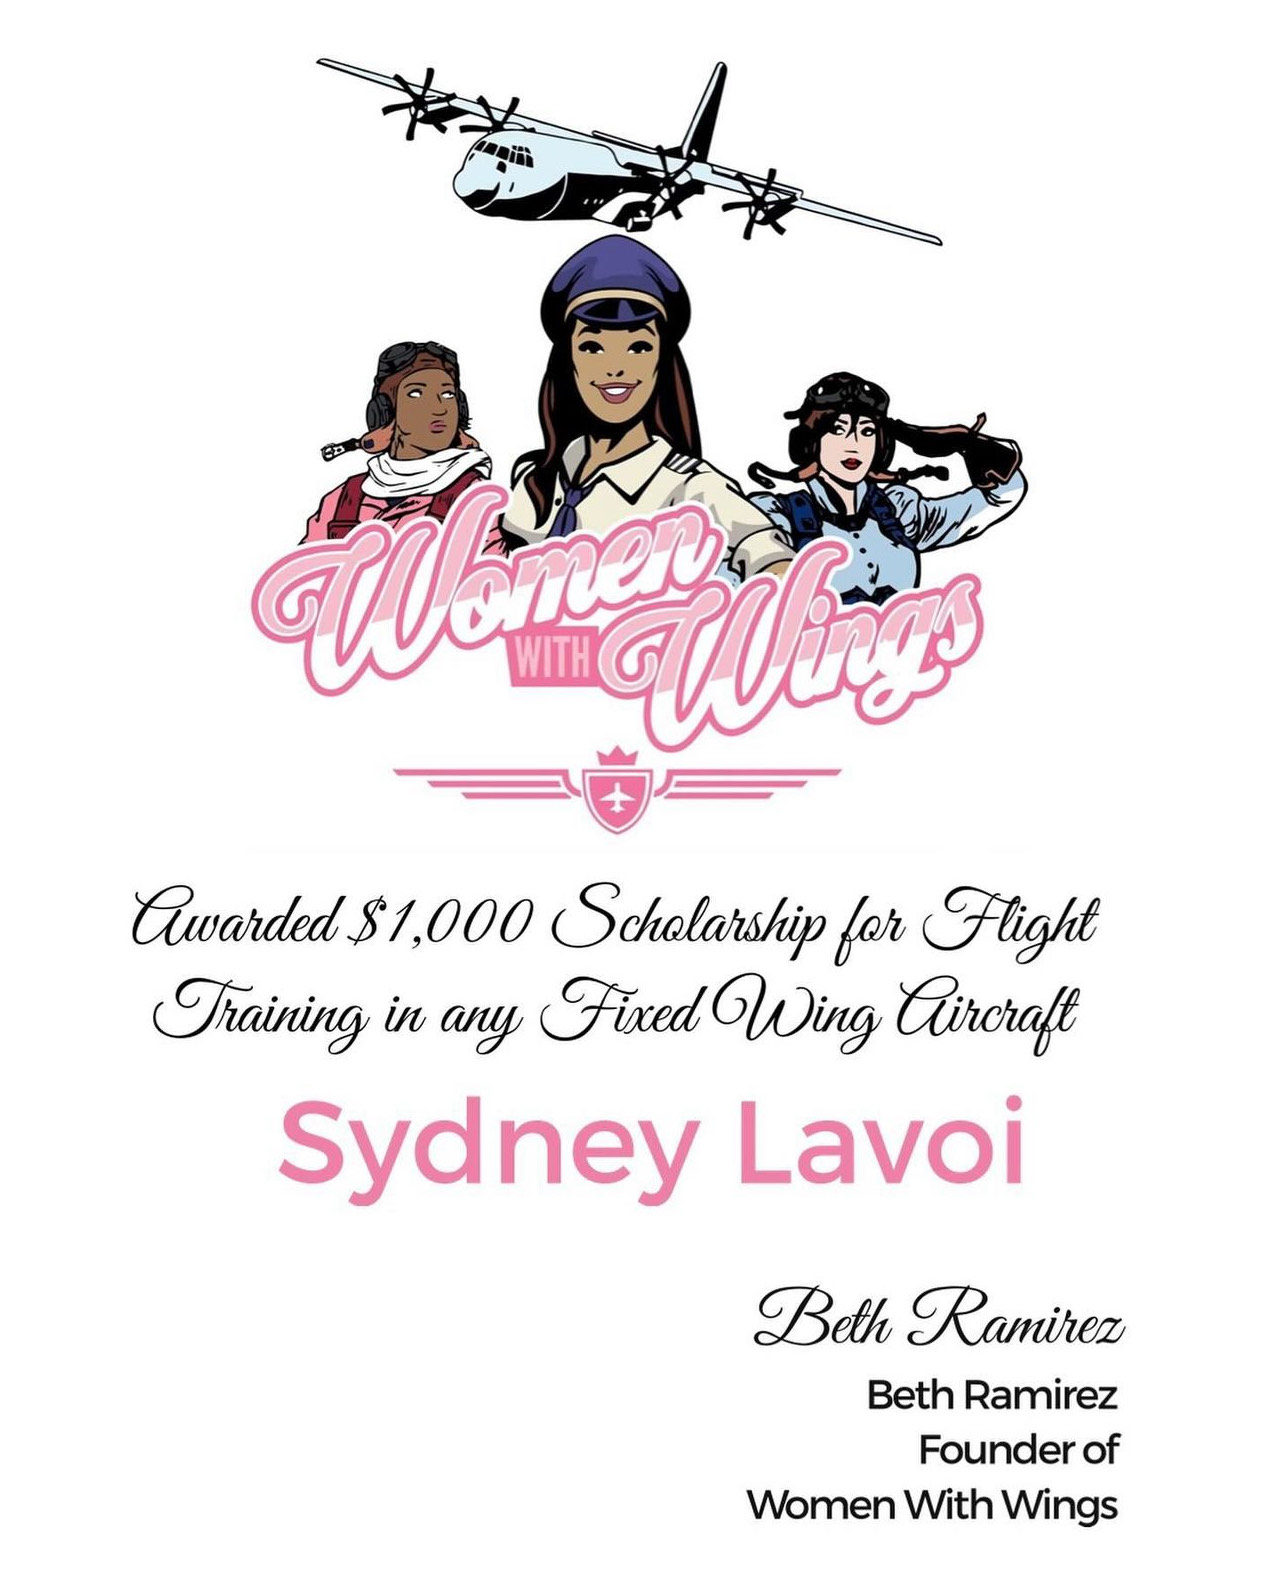 Women
WITH Wings
Awarded $1,000 Scholarship for Flight
Training in any Fixed Wing Aircraft
Sydney Lavoi
Beth Ramirez
Beth Ramirez
Founder of
Women With Wings